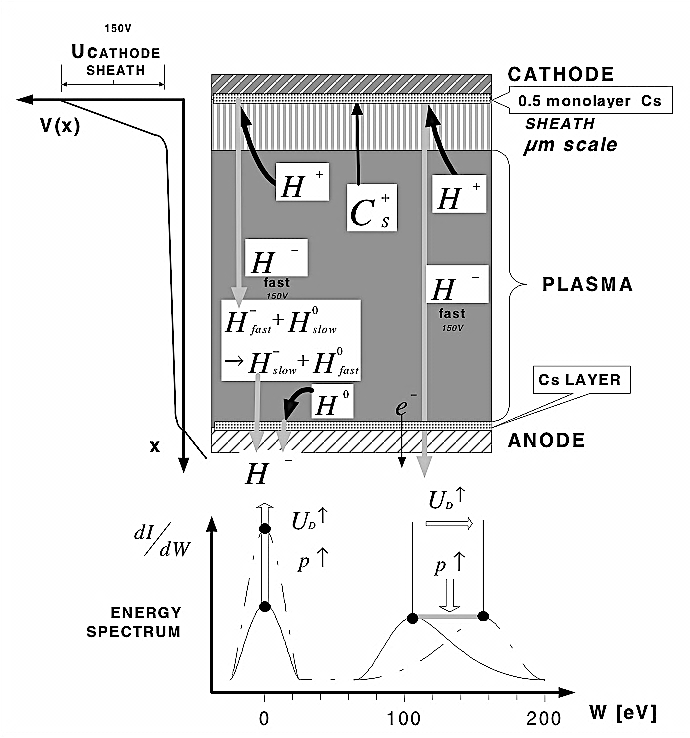 150V
UCATHODE
SHEATH
CATHODE
0.5 monolayer Cs
V(x)
SHEATH
μm scale
H+
C+s
H+
H−
fast
150V
H−
fast
150V
PLASMA
H−fast+H0slow
→H−slow+H0fast
H0
e−
Cs LAYER
ANODE
x
H−
UD↑
UD↑
dI/dW
p↑
p↑
ENERGY
SPECTRUM
0
100
200
W [eV]